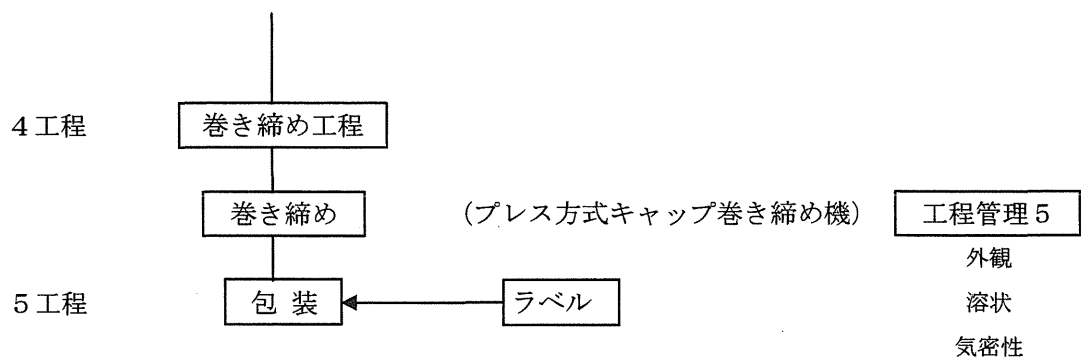 4工程
巻き締め工程
巻き締め
(プレス方式キャップ巻き締め機)
工程管理5
外観
5工程
包 装
ラベル
溶状
気密性